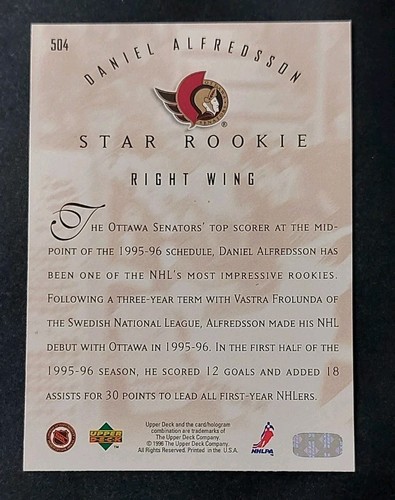 504
DANIEL ALFREDSSON
®
STAR ROOKIE
RIGHT WING
THE OTTAWA SENATORS' TOP SCORER AT THE MID-
POINT OF THE 1995-96 SCHEDULE, DANIEL ALFREDSSON HAS
BEEN ONE OF THE NHL'S MOST IMPRESSIVE ROOKIES.
FOLLOWING A THREE-YEAR TERM WITH VASTRA FROLUNDA OF
THE SWEDISH NATIONAL LEAGUE, ALFREDSSON MADE HIS NHL
DEBUT WITH OTTAWA IN 1995-96. IN THE FIRST HALF OF THE
1995-96 SEASON, HE SCORED 12 GOALS AND ADDED 18
ASSISTS FOR 30 POINTS TO LEAD ALL FIRST-YEAR NHLERS.
NHL
UPPER
DECK
™
Upper Deck and the card/hologram
combination are trademarks of
The Upper Deck Company.
© 1996 The Upper Deck Company.
All Rights Reserved. Printed in the U.S.A.
NHLPA